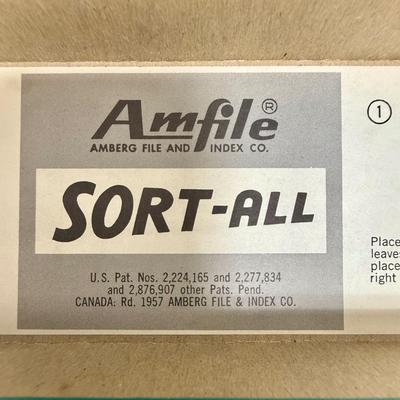 Amfile®
AMBERG FILE AND INDEX CO.
SORT-ALL
U.S. Pat. Nos. 2,224,165 and 2,277,834
and 2,876,907 other Pats. Pend.
CANADA: Rd. 1957 AMBERG FILE & INDEX CO.
①
Place
leaves
place
right